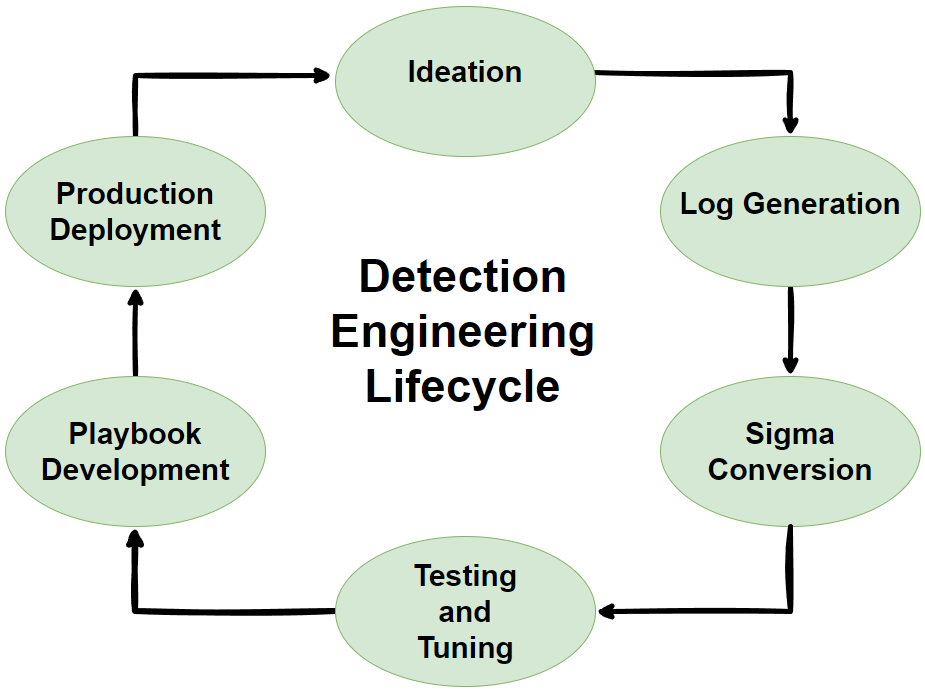 Ideation
Log Generation
Sigma
Conversion
Testing
and
Tuning
Playbook
Development
Production
Deployment
Detection
Engineering
Lifecycle